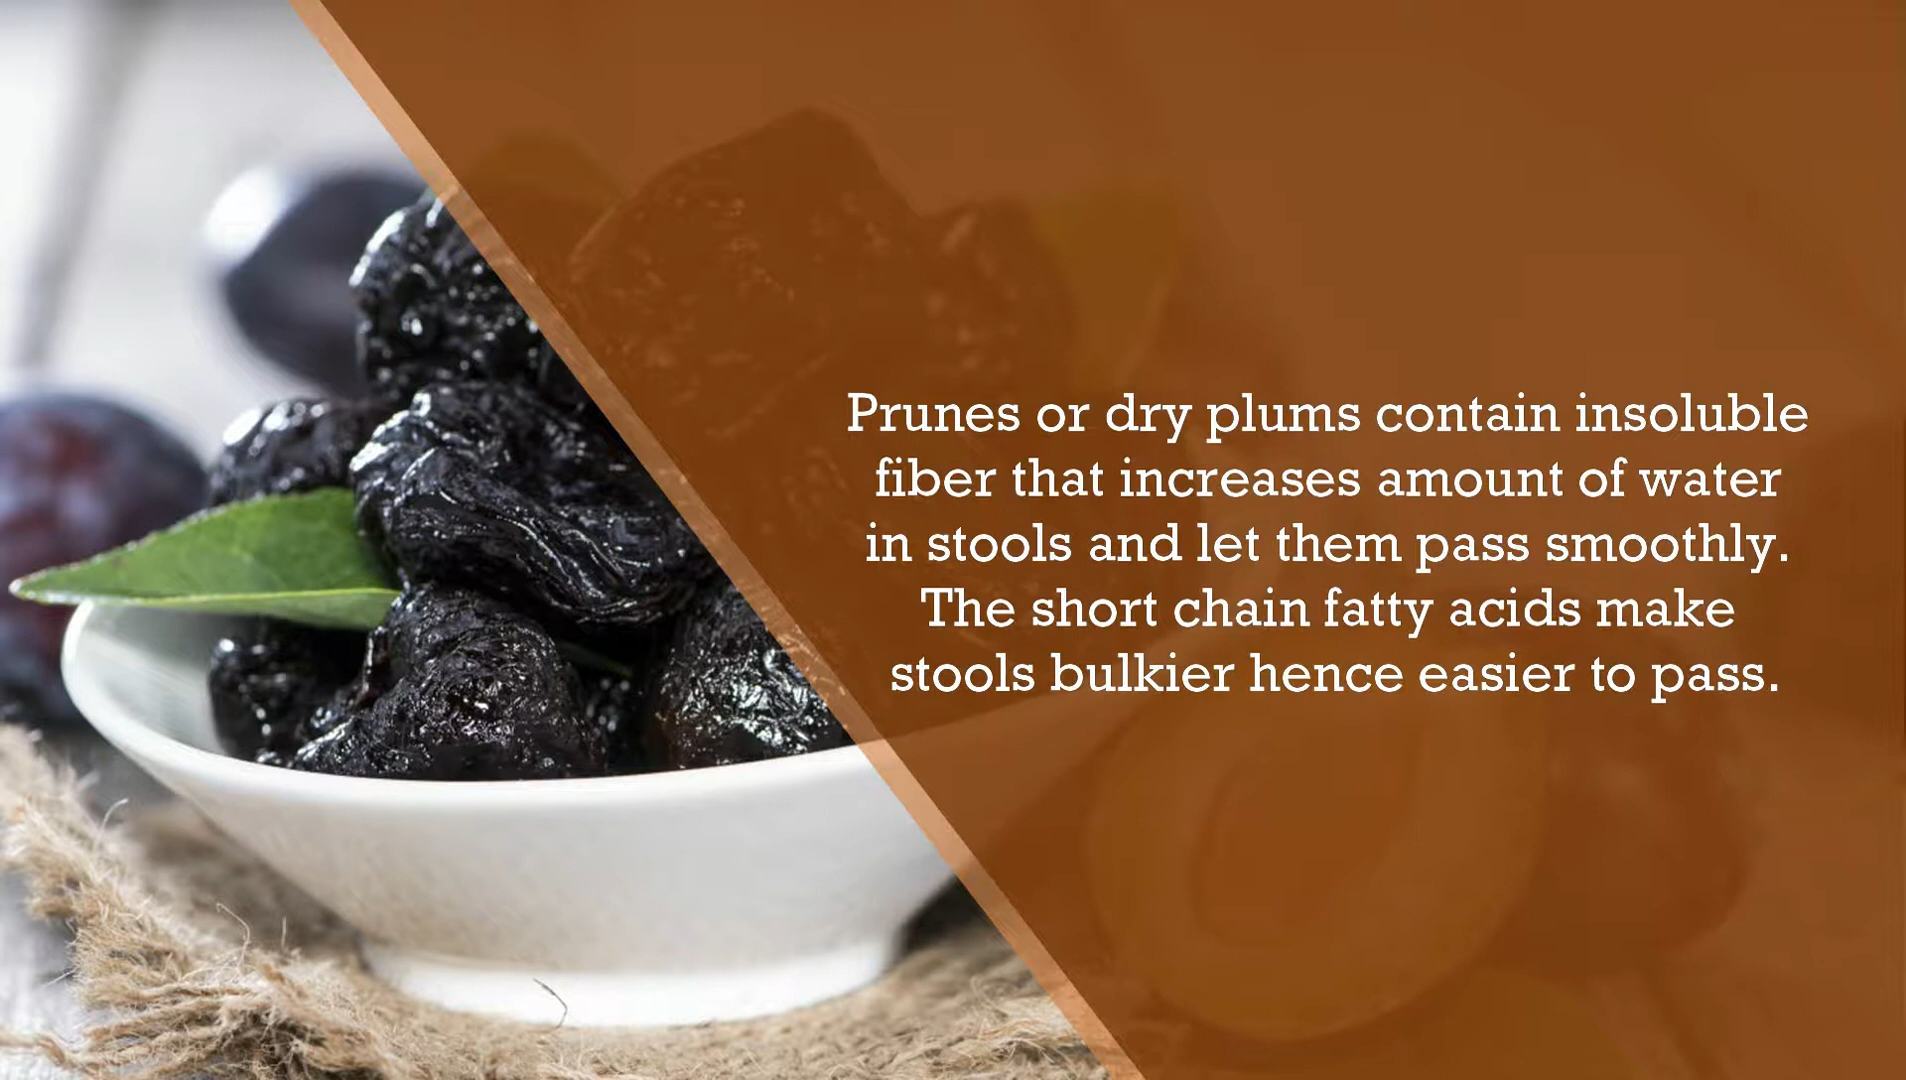 Prunes or dry plums contain insoluble
fiber that increases amount of water
in stools and let them pass smoothly.
The short chain fatty acids make
stools bulkier hence easier to pass.